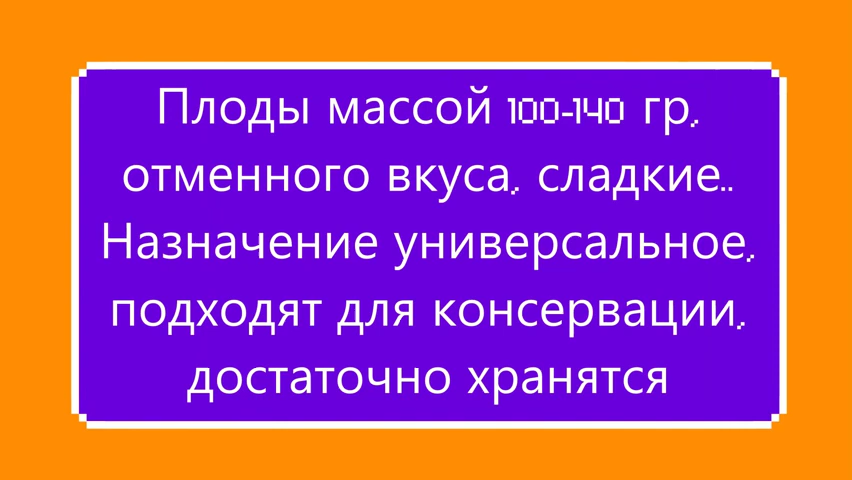 Плоды массой 100-140 гр,
отменного вкуса, сладкие..
Назначение универсальное,
подходят для консервации,
достаточно хранятся